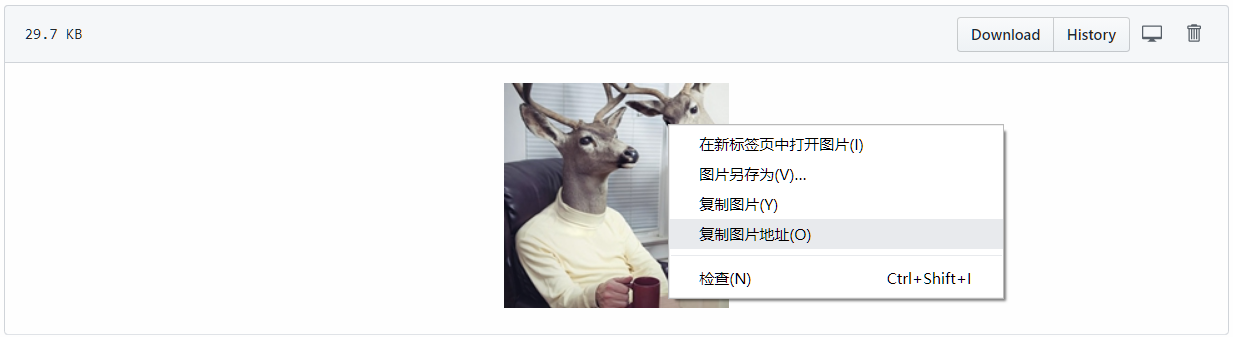 29.7 KB
Download
History
在新标签页中打开图片(I)
图片另存为(V)...
复制图片(Y)
复制图片地址(O)
检查(N) Ctrl+Shift+I